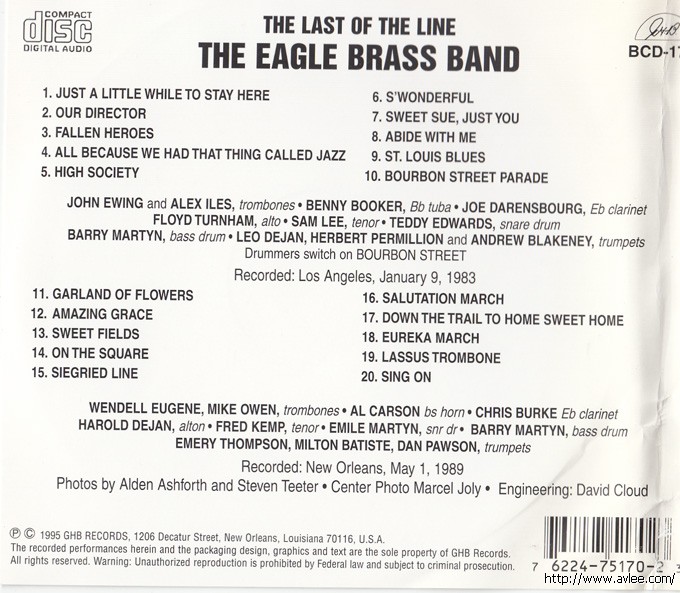 COMPACT
disc
DIGITAL AUDIO
THE LAST OF THE LINE
THE EAGLE BRASS BAND
BCD-17
1. JUST A LITTLE WHILE TO STAY HERE
2. OUR DIRECTOR
3. FALLEN HEROES
4. ALL BECAUSE WE HAD THAT THING CALLED JAZZ
5. HIGH SOCIETY
6. S'WONDERFUL
7. SWEET SUE, JUST YOU
8. ABIDE WITH ME
9. ST. LOUIS BLUES
10. BOURBON STREET PARADE
JOHN EWING and ALEX ILES, trombones • BENNY BOOKER, Bb tuba • JOE DARENSBOURG, Eb clarinet
FLOYD TURNHAM, alto • SAM LEE, tenor • TEDDY EDWARDS, snare drum
BARRY MARTYN, bass drum • LEO DEJAN, HERBERT PERMILLION and ANDREW BLAKENEY, trumpets
Drummers switch on BOURBON STREET
Recorded: Los Angeles, January 9, 1983
11. GARLAND OF FLOWERS
12. AMAZING GRACE
13. SWEET FIELDS
14. ON THE SQUARE
15. SIEGRIED LINE
16. SALUTATION MARCH
17. DOWN THE TRAIL TO HOME SWEET HOME
18. EUREKA MARCH
19. LASSUS TROMBONE
20. SING ON
WENDELL EUGENE, MIKE OWEN, trombones • AL CARSON bs horn • CHRIS BURKE Eb clarinet
HAROLD DEJAN, alton • FRED KEMP, tenor • EMILE MARTYN, snr dr • BARRY MARTYN, bass drum
EMERY THOMPSON, MILTON BATISTE, DAN PAWSON, trumpets
Recorded: New Orleans, May 1, 1989
Photos by Alden Ashforth and Steven Teeter • Center Photo Marcel Joly • Engineering: David Cloud
℗ © 1995 GHB RECORDS, 1206 Decatur Street, New Orleans, Louisiana 70116, U.S.A.
The recorded performances herein and the packaging design, graphics and text are the sole property of GHB Records.
All rights reserved. Warning: Unauthorized reproduction is prohibited by Federal law and subject to criminal prosecution.
7 62247-5170-2 3
http://www.avlee.com/